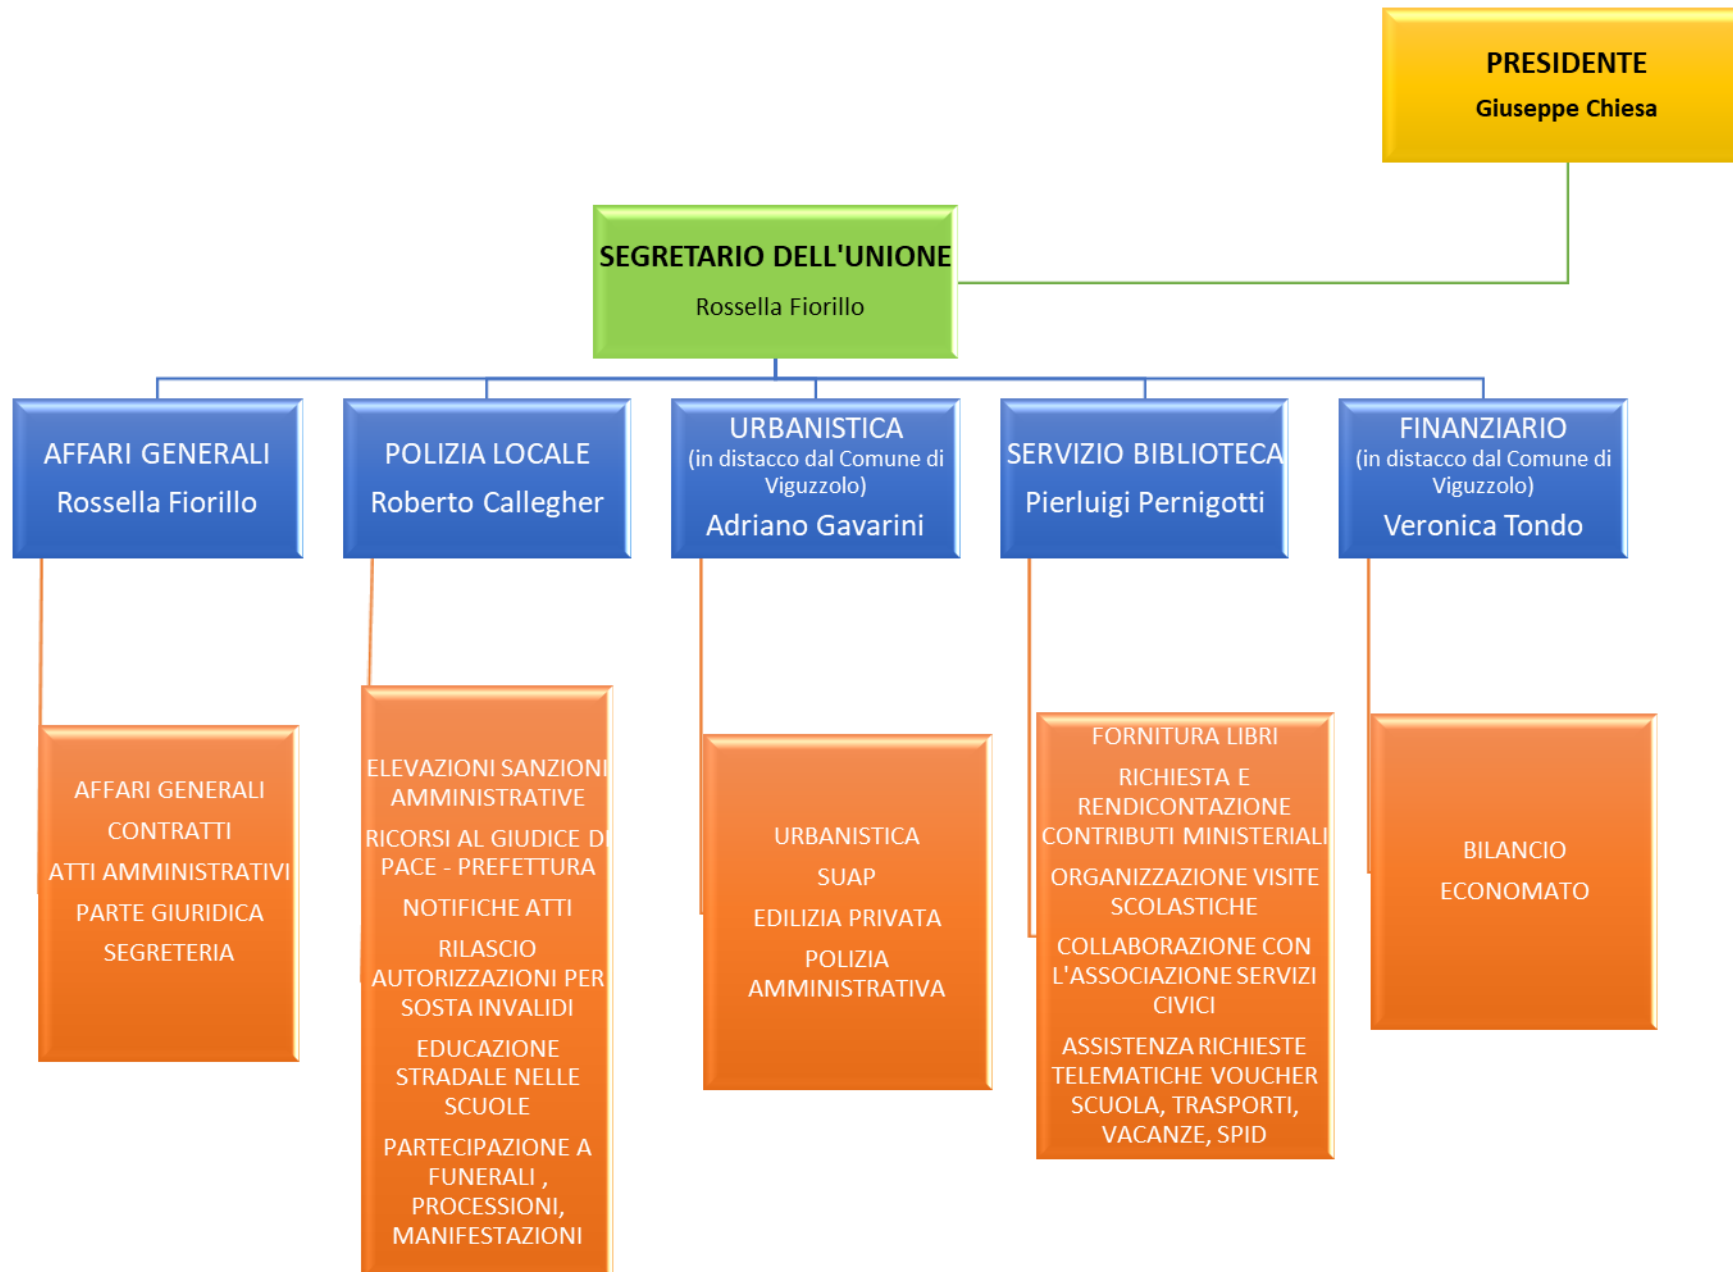 PRESIDENTE
Giuseppe Chiesa
SEGRETARIO DELL'UNIONE
Rossella Fiorillo
AFFARI GENERALI
Rossella Fiorillo
POLIZIA LOCALE
Roberto Callegher
URBANISTICA
(in distacco dal Comune di
Viguzzolo)
Adriano Gavarini
SERVIZIO BIBLIOTECA
Pierluigi Pernigotti
FINANZIARIO
(in distacco dal Comune di
Viguzzolo)
Veronica Tondo
AFFARI GENERALI
CONTRATTI
ATTI AMMINISTRATIVI
PARTE GIURIDICA
SEGRETERIA
ELEVAZIONI SANZIONI
AMMINISTRATIVE
RICORSI AL GIUDICE DI
PACE - PREFETTURA
NOTIFICHE ATTI
RILASCIO
AUTORIZZAZIONI PER
SOSTA INVALIDI
EDUCAZIONE
STRADALE NELLE
SCUOLE
PARTECIPAZIONE A
FUNERALI ,
PROCESSIONI,
MANIFESTAZIONI
URBANISTICA
SUAP
EDILIZIA PRIVATA
POLIZIA
AMMINISTRATIVA
FORNITURA LIBRI
RICHIESTA E
RENDICONTAZIONE
CONTRIBUTI MINISTERIALI
ORGANIZZAZIONE VISITE
SCOLASTICHE
COLLABORAZIONE CON
L'ASSOCIAZIONE SERVIZI
CIVICI
ASSISTENZA RICHIESTE
TELEMATICHE VOUCHER
SCUOLA, TRASPORTI,
VACANZE, SPID
BILANCIO
ECONOMATO